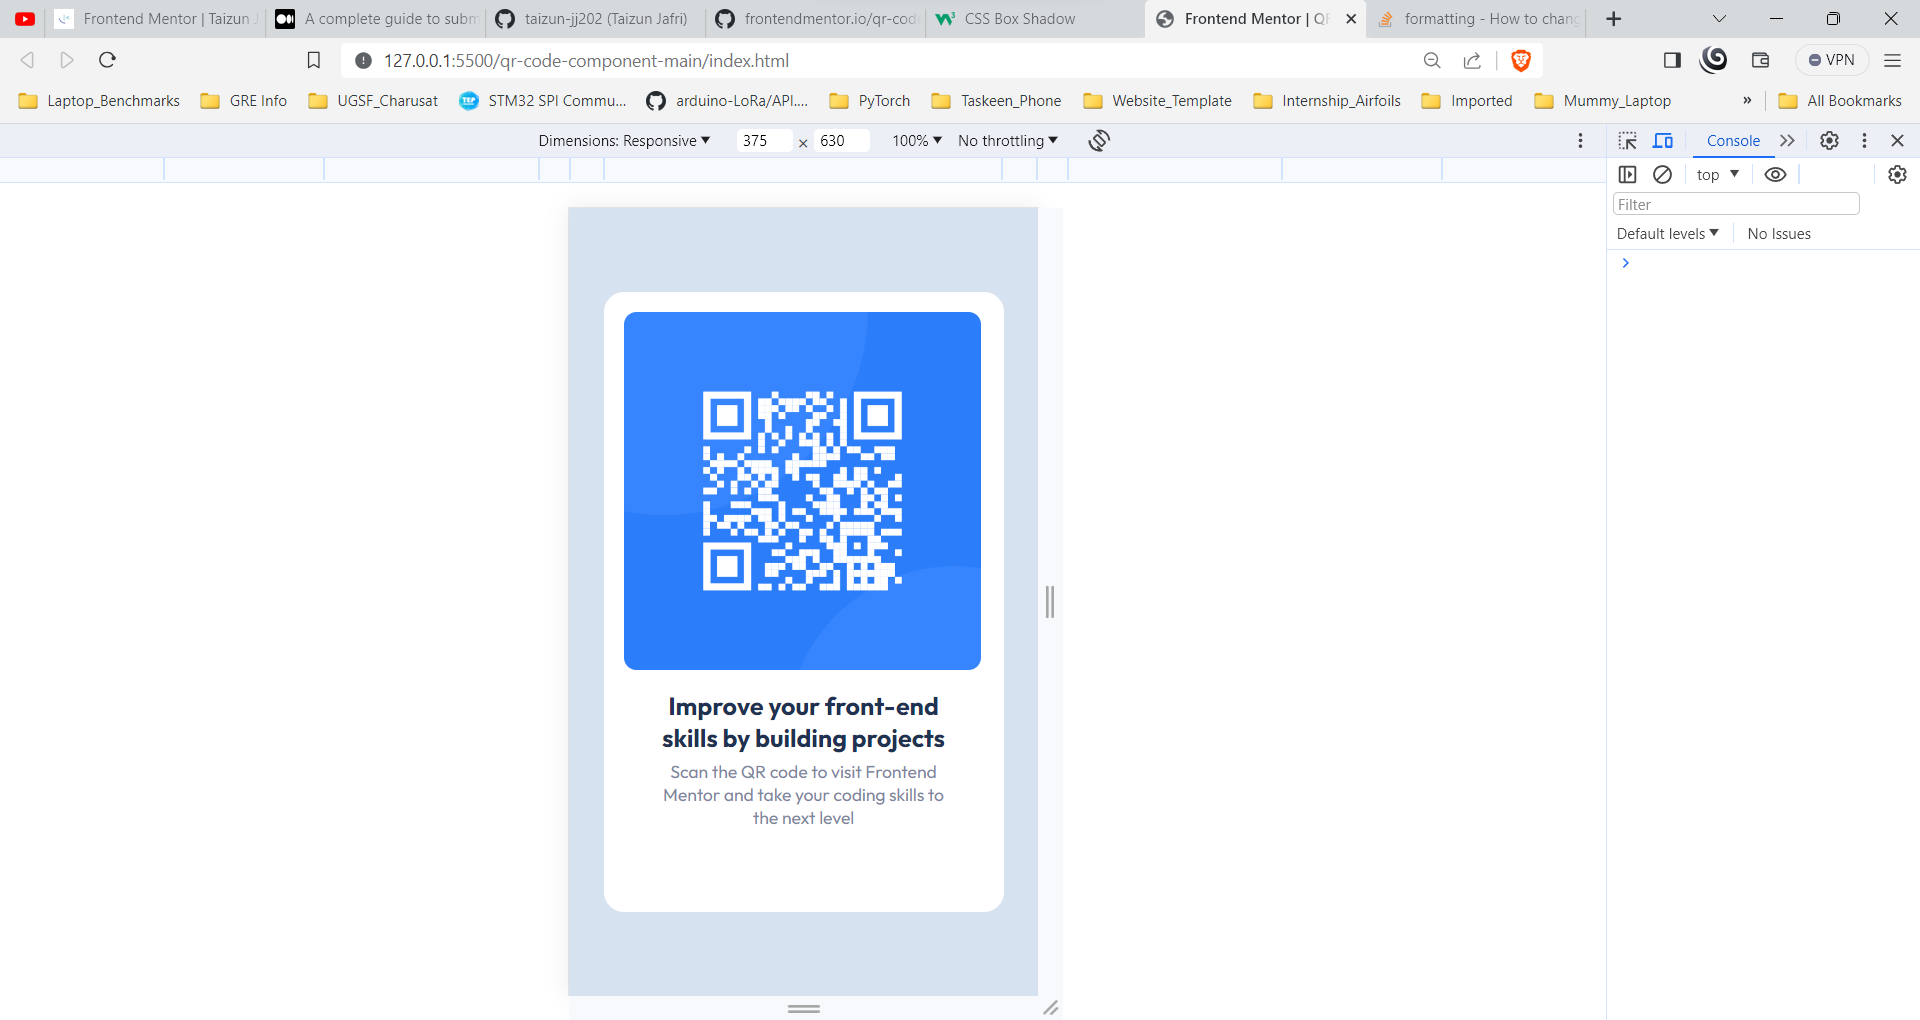 Frontend Mentor | Taizun J
A complete guide to subm
taizun-jj202 (Taizun Jafri)
frontendmentor.io/qr-cod
CSS Box Shadow
Frontend Mentor | QR
formatting - How to chang
127.0.0.1:5500/qr-code-component-main/index.html
VPN
Laptop_Benchmarks
GRE Info
UGSF_Charusat
STM32 SPI Commu...
arduino-LoRa/API....
PyTorch
Taskeen_Phone
Website_Template
Internship_Airfoils
Imported
Mummy_Laptop
»
All Bookmarks
Dimensions: Responsive
375 × 630
100%
No throttling
Console
top
Filter
Default levels
No Issues
Improve your front-end
skills by building projects
Scan the QR code to visit Frontend
Mentor and take your coding skills to
the next level